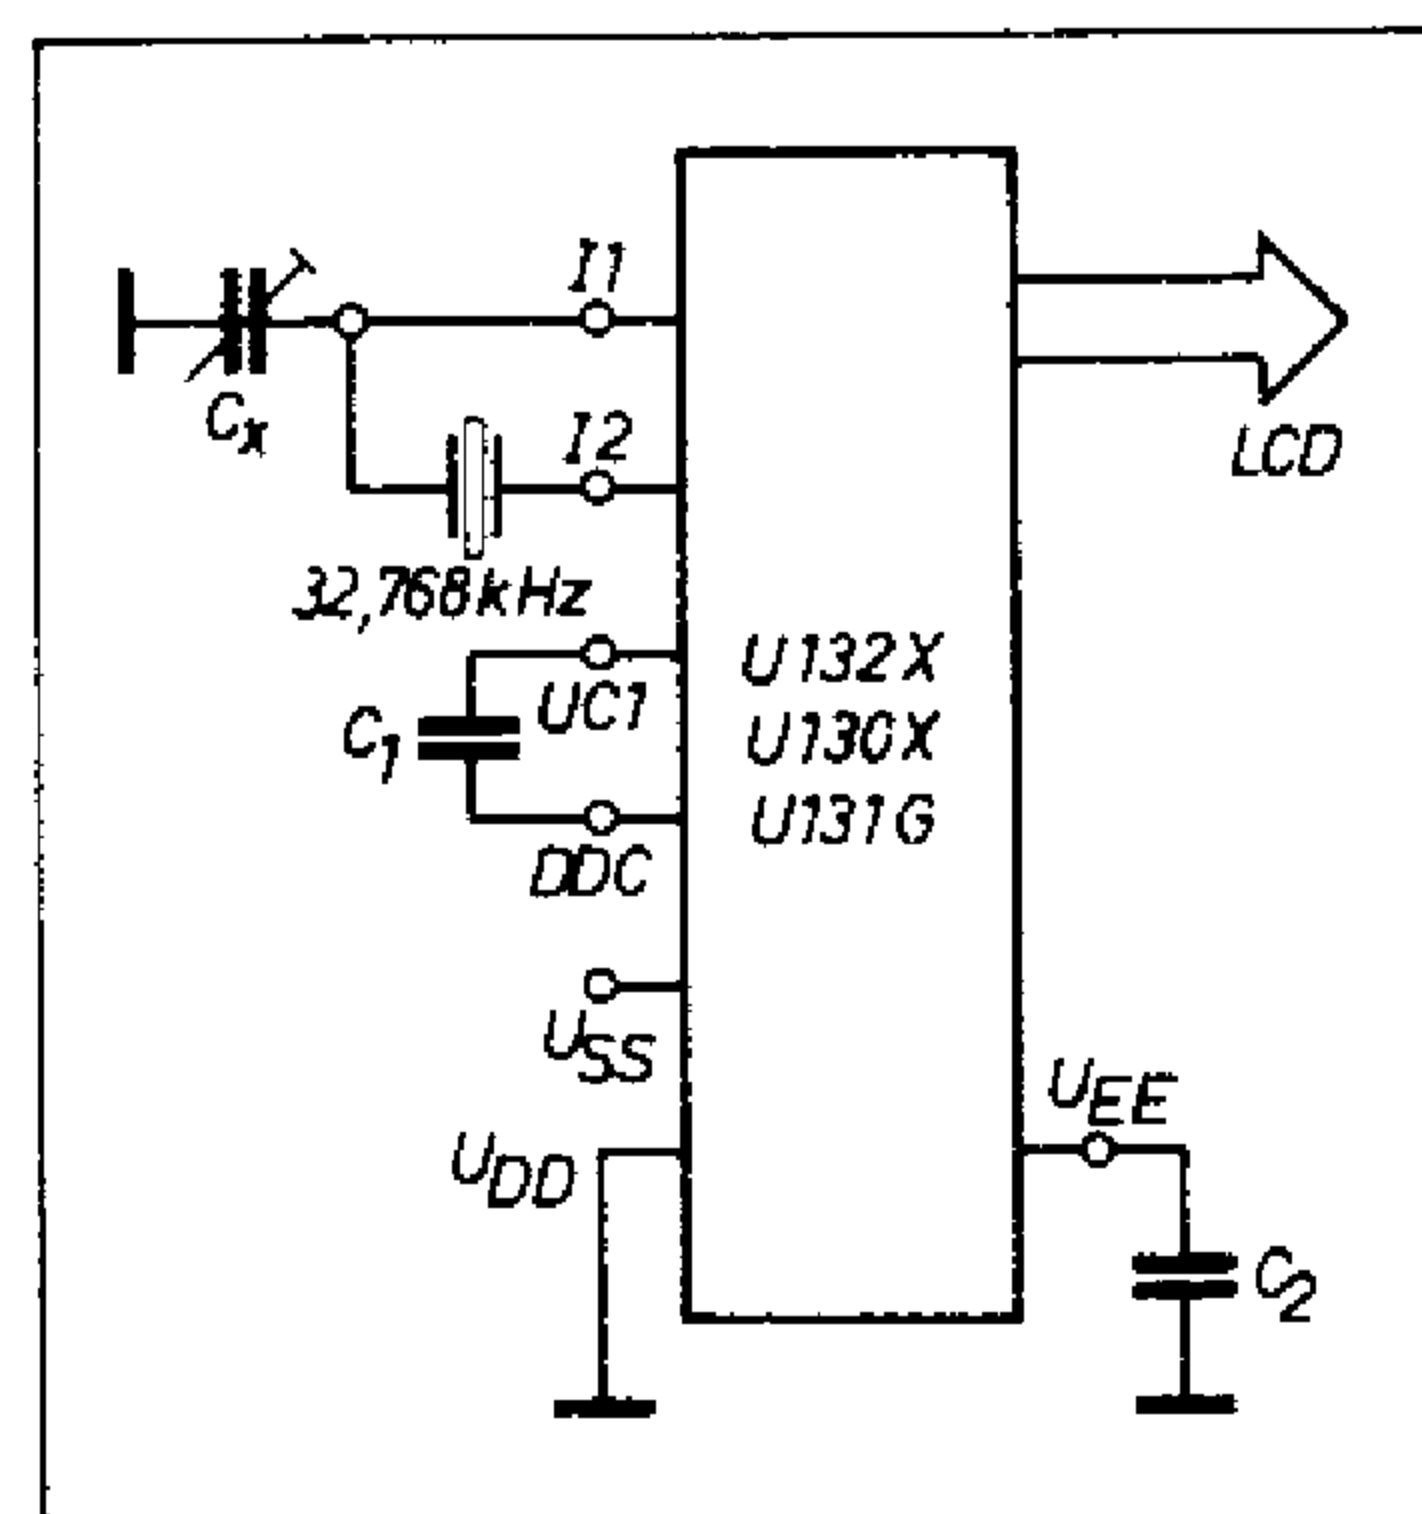 I1
Cx
I2
32,768kHz
LCD
UC1
C1
DDC
U132X
U130X
U131G
USS
UDD
UEE
C2